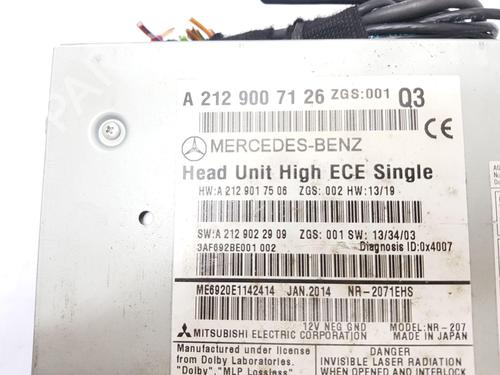 A 212 900 71 26 ZGS:001 Q3
MERCEDES-BENZ
CE
Head Unit High ECE Single
HW:A 212 901 75 06 ZGS: 002 HW:13/19
SW:A 212 902 29 09 ZGS: 001 SW: 13/34/03
3AF692BE001 002 Diagnosis ID:0x4007
ME6920E1142414 JAN.2014 NR-2071EHS
12V NEG GND MODEL:NR-207
MITSUBISHI ELECTRIC CORPORATION MADE IN JAPAN
Manufactured under license
from Dolby Laboratories.
"Dolby", "MLP Lossless"
DANGER
INVISIBLE LASER RADIATION
WHEN OPENED AND INTERLOCK